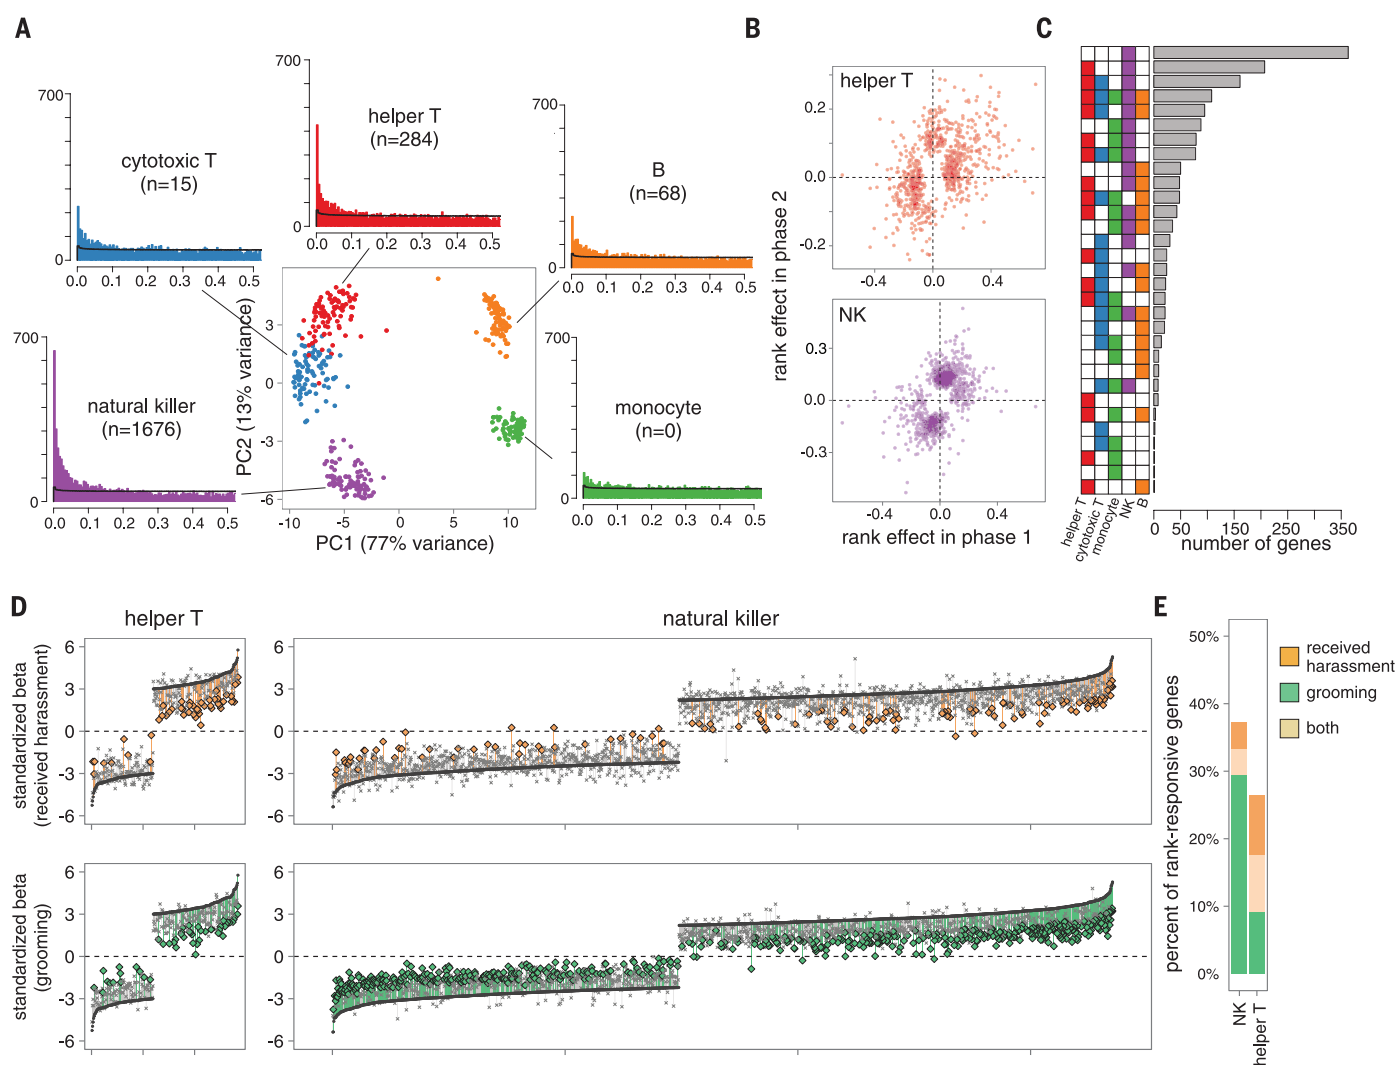 A
B
C
700
0
0.0 0.1 0.2 0.3 0.4 0.5
cytotoxic T
(n=15)
700
0
0.0 0.1 0.2 0.3 0.4 0.5
helper T
(n=284)
700
0
0.0 0.1 0.2 0.3 0.4 0.5
B
(n=68)
700
0
0.0 0.1 0.2 0.3 0.4 0.5
natural killer
(n=1676)
700
0
0.0 0.1 0.2 0.3 0.4 0.5
monocyte
(n=0)
PC2 (13% variance)
3
0
-3
-6
-10 -5 0 5 10
PC1 (77% variance)
helper T
0.2
0.0
-0.2
-0.4 0.0 0.4
NK
0.3
0.0
-0.3
-0.4 0.0 0.4
rank effect in phase 2
rank effect in phase 1
helper T
cytotoxic T
monocyte
NK
B
0 50 150 250 350
number of genes
D
helper T
natural killer
standardized beta
(received harassment)
6
3
0
-3
-6
standardized beta
(grooming)
6
3
0
-3
-6
E
percent of rank-responsive genes
50%
40%
30%
20%
10%
0%
NK
helper T
received
harassment
grooming
both